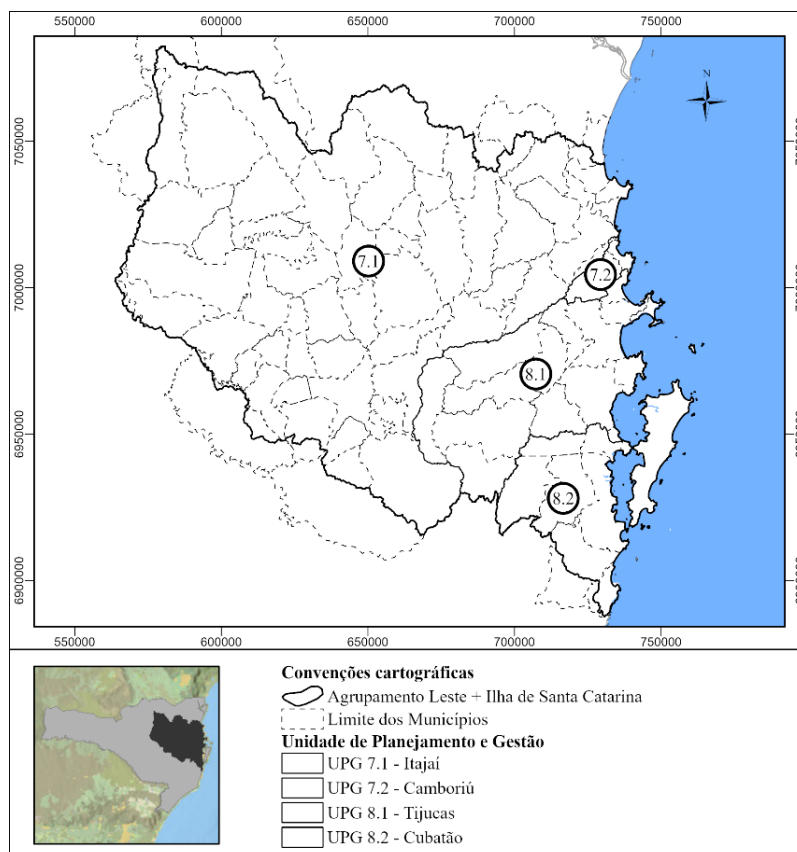 550000 600000 650000 700000 750000
N
7050000
7.1
7.2
7000000
8.1
6950000
8.2
6900000
550000 600000 650000 700000 750000
Convenções cartográficas
Agrupamento Leste + Ilha de Santa Catarina
Limite dos Municípios
Unidade de Planejamento e Gestão
UPG 7.1 - Itajaí
UPG 7.2 - Camboriú
UPG 8.1 - Tijucas
UPG 8.2 - Cubatão